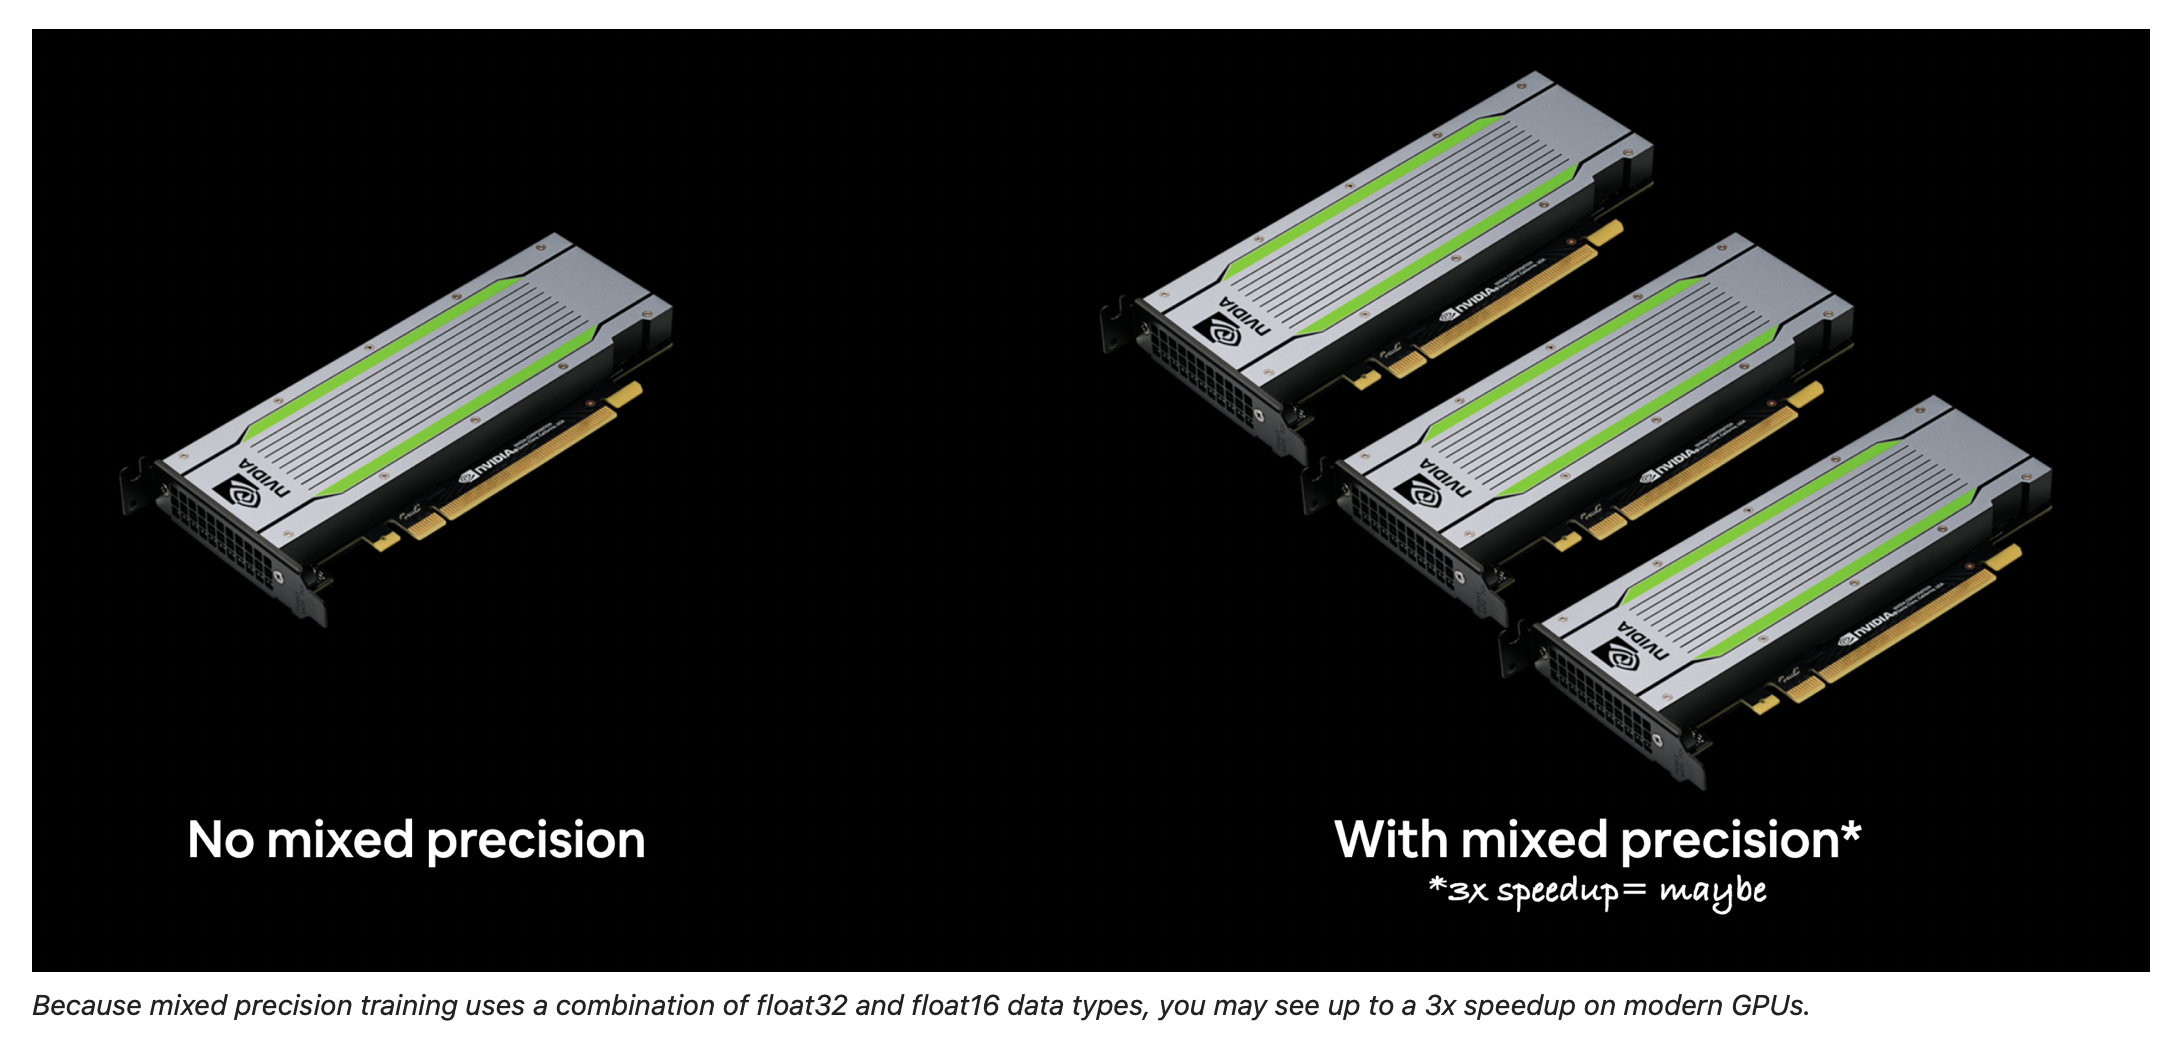 NVIDIA
NVIDIA
NVIDIA
NVIDIA
NVIDIA
NVIDIA
NVIDIA
NVIDIA
No mixed precision
With mixed precision*
*3x speedup= maybe
Because mixed precision training uses a combination of float32 and float16 data types, you may see up to a 3x speedup on modern GPUs.